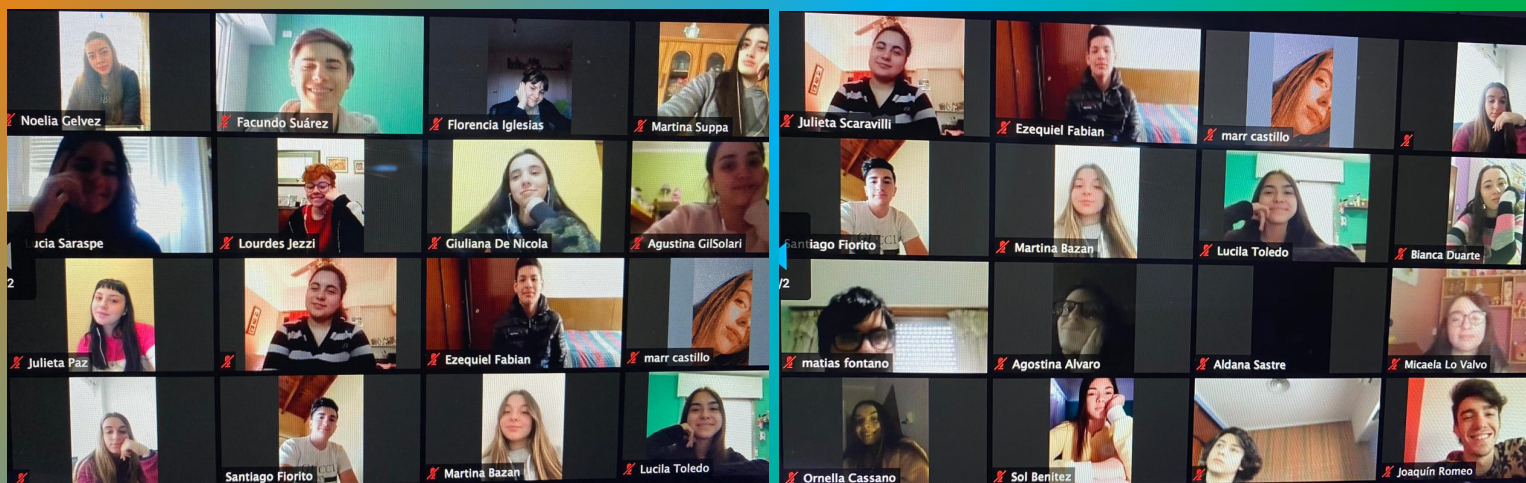 Noelia Gelvez
Facundo Suárez
Florencia Iglesias
Martina Suppa
Lucia Saraspe
Lourdes Jezzi
Giuliana De Nicola
Agustina GilSolari
/2
Julieta Paz
Ezequiel Fabian
marr castillo
Santiago Fiorito
Martina Bazan
Lucila Toledo
Julieta Scaravilli
Ezequiel Fabian
marr castillo
Santiago Fiorito
Martina Bazan
Lucila Toledo
Bianca Duarte
/2
matias fontano
Agostina Alvaro
Aldana Sastre
Micaela Lo Valvo
Ornella Cassano
Sol Benitez
Joaquín Romeo